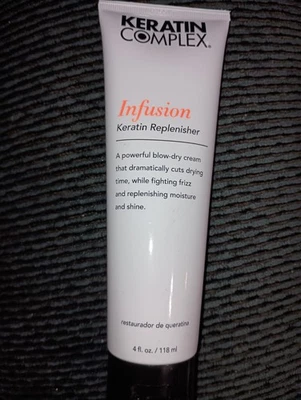 KERATIN
COMPLEX®
Infusion
Keratin Replenisher
A powerful blow-dry cream
that dramatically cuts drying
time, while fighting frizz
and replenishing moisture
and shine.
restaurador de queratina
4 fl. oz. / 118 ml